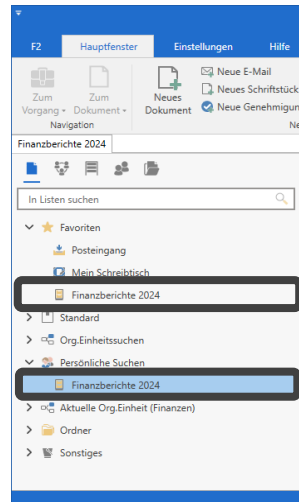 F2 Hauptfenster Einstellungen Hilfe
Neue E-Mail
Neues Schriftstück
Neue Genehmigun
Zum Vorgang
Zum Dokument
Neues Dokument
Navigation
Ne
Finanzberichte 2024
In Listen suchen
Favoriten
Posteingang
Mein Schreibtisch
Finanzberichte 2024
Standard
Org.Einheitssuchen
Persönliche Suchen
Finanzberichte 2024
Aktuelle Org.Einheit (Finanzen)
Ordner
Sonstiges